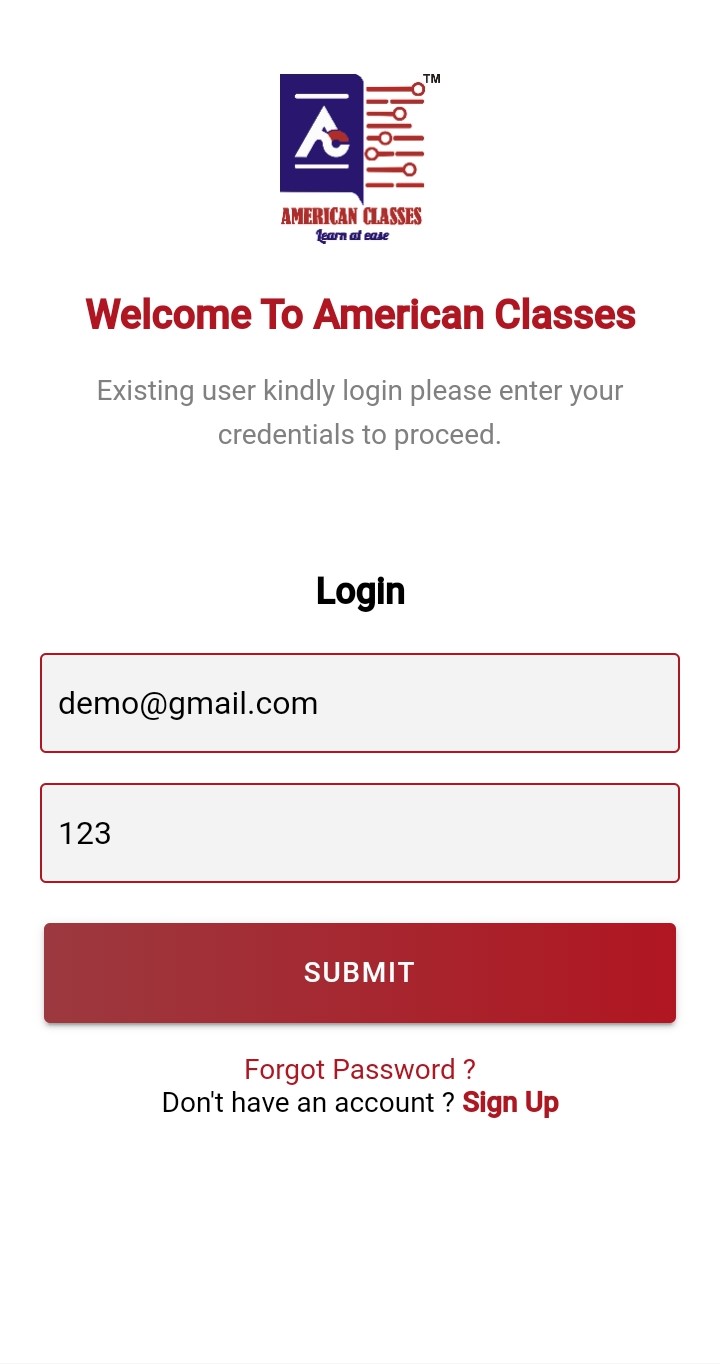 TM
AC
AMERICAN CLASSES
Learn at ease
Welcome To American Classes
Existing user kindly login please enter your
credentials to proceed.
Login
demo@gmail.com
123
SUBMIT
Forgot Password ?
Don't have an account ? Sign Up